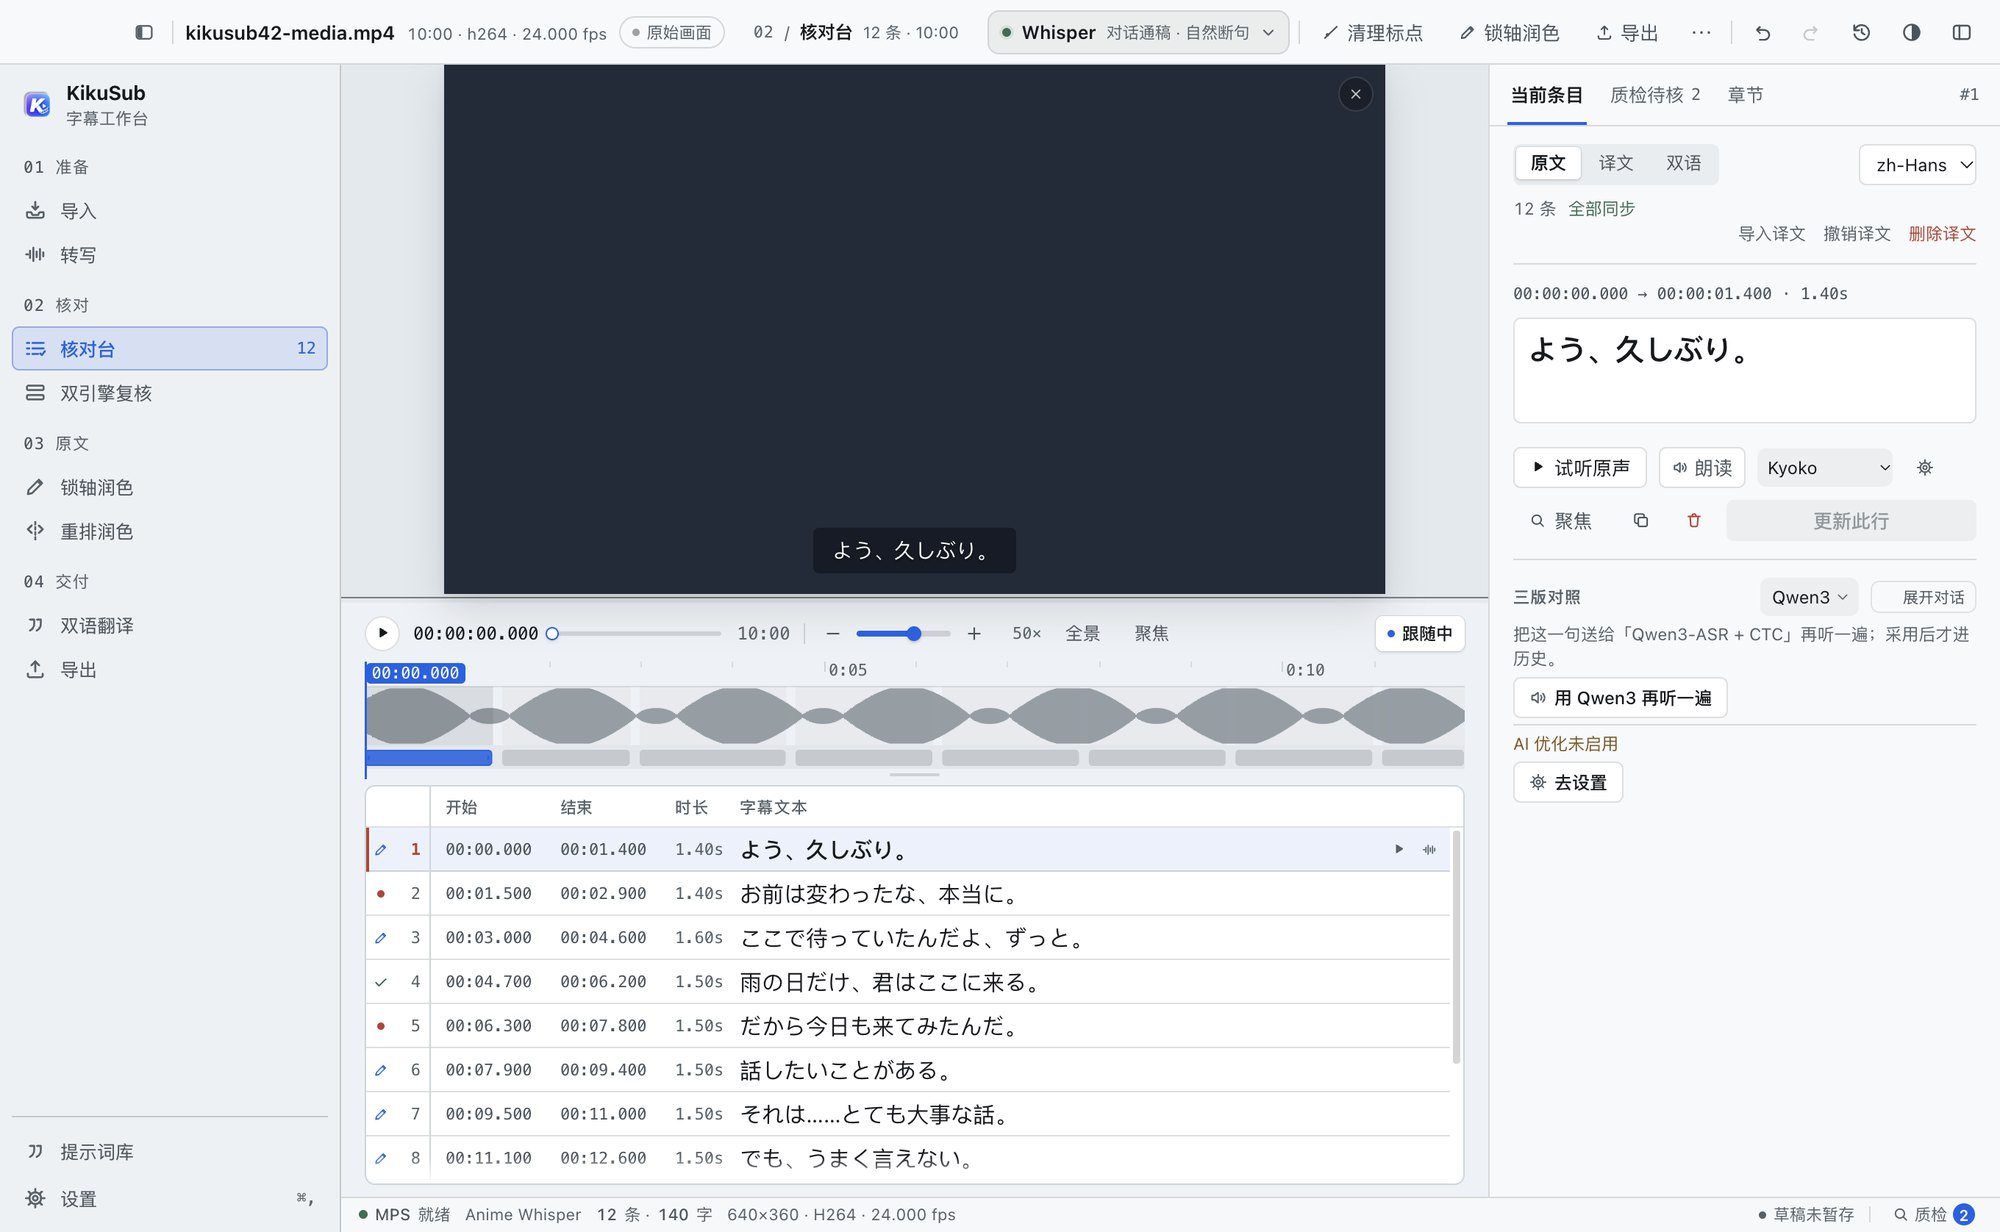 kikusub42-media.mp4 10:00 · h264 · 24.000 fps 原始画面 02 / 核对台 12 条 · 10:00 Whisper 对话通稿 · 自然断句 清理标点 锁轴润色 导出 ···
KikuSub
字幕工作台
01 准备
导入
转写
02 核对
核对台 12
双引擎复核
03 原文
锁轴润色
重排润色
04 交付
双语翻译
导出
提示词库
设置 ⌘,
よう、久しぶり。
00:00:00.000 10:00 − + 50× 全景 聚焦 跟随中
00:00.000 0:05 0:10
开始 结束 时长 字幕文本
1 00:00.000 00:01.400 1.40s よう、久しぶり。
2 00:01.500 00:02.900 1.40s お前は変わったな、本当に。
3 00:03.000 00:04.600 1.60s ここで待っていたんだよ、ずっと。
4 00:04.700 00:06.200 1.50s 雨の日だけ、君はここに来る。
5 00:06.300 00:07.800 1.50s だから今日も来てみたんだ。
6 00:07.900 00:09.400 1.50s 話したいことがある。
7 00:09.500 00:11.000 1.50s それは……とても大事な話。
8 00:11.100 00:12.600 1.50s でも、うまく言えない。
当前条目 质检待核 2 章节 #1
原文 译文 双语 zh-Hans
12 条 全部同步
导入译文 撤销译文 删除译文
00:00:00.000 → 00:00:01.400 · 1.40s
よう、久しぶり。
试听原声 朗读 Kyoko
聚焦 更新此行
三版对照 Qwen3 展开对话
把这一句送给「Qwen3-ASR + CTC」再听一遍；采用后才进
历史。
用 Qwen3 再听一遍
AI 优化未启用
去设置
MPS 就绪 Anime Whisper 12 条 · 140 字 640×360 · H264 · 24.000 fps 草稿未暂存 质检 2